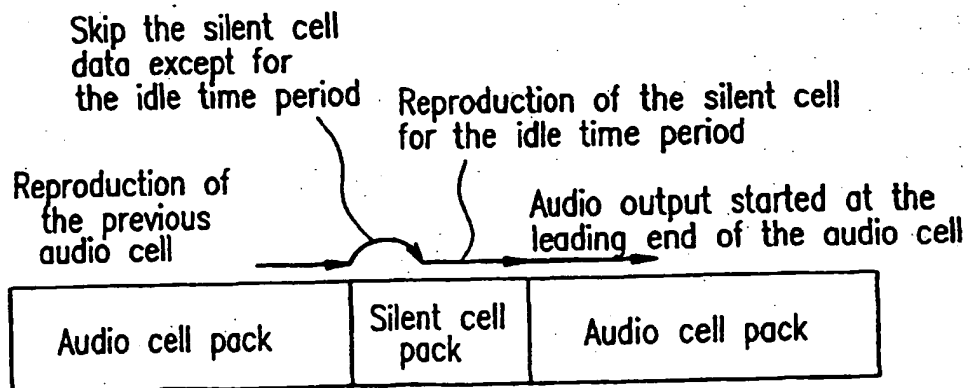 Skip the silent cell
data except for
the idle time period
Reproduction of the silent cell
for the idle time period
Reproduction of
the previous
audio cell
Audio output started at the
leading end of the audio cell
Audio cell pack
Silent cell
pack
Audio cell pack